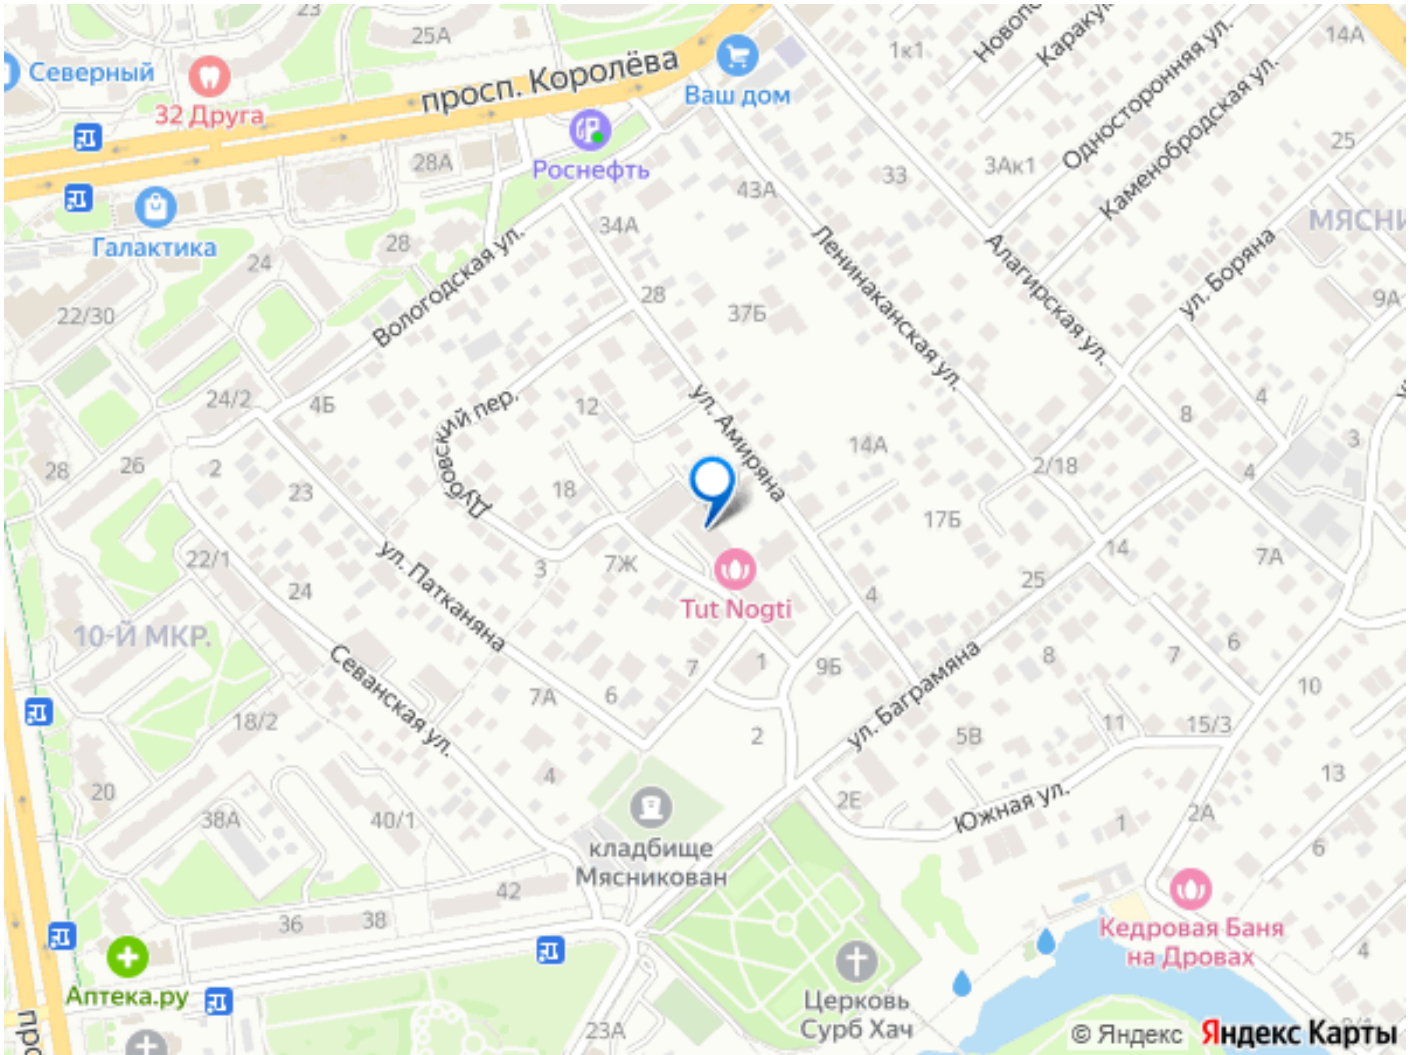 23
25А
Северный
32 Друга
просп. Королёва
Ваш дом
1к1
14А
Односторонняя ул.
Каменобродская ул.
Роснефть
28А
43А
33
3Ак1
25
Галактика
24
28
34А
Вологодская ул.
Ленинаканская ул.
Алагирская ул.
ул. Боряна
9А
22/30
28
37Б
24/2
4Б
Дубовский пер.
12
ул. Амиряна
14А
8
4
3
28
26
2
23
18
2/18
4
17Б
14
7А
22/1
24
ул. Патканяна
3
7Ж
Tut Nogti
4
25
10-Й МКР.
Севанская ул.
7
1
9Б
8
7
6
7А
6
10
18/2
2
ул. Баграмяна
5В
11
15/3
4
13
20
38А
40/1
2Е
Южная ул.
1
2А
6
кладбище
Мясникован
42
36
38
Кедровая Баня
на Дровах
4
Аптека.ру
Церковь
Сурб Хач
23А
© Яндекс
Яндекс Карты